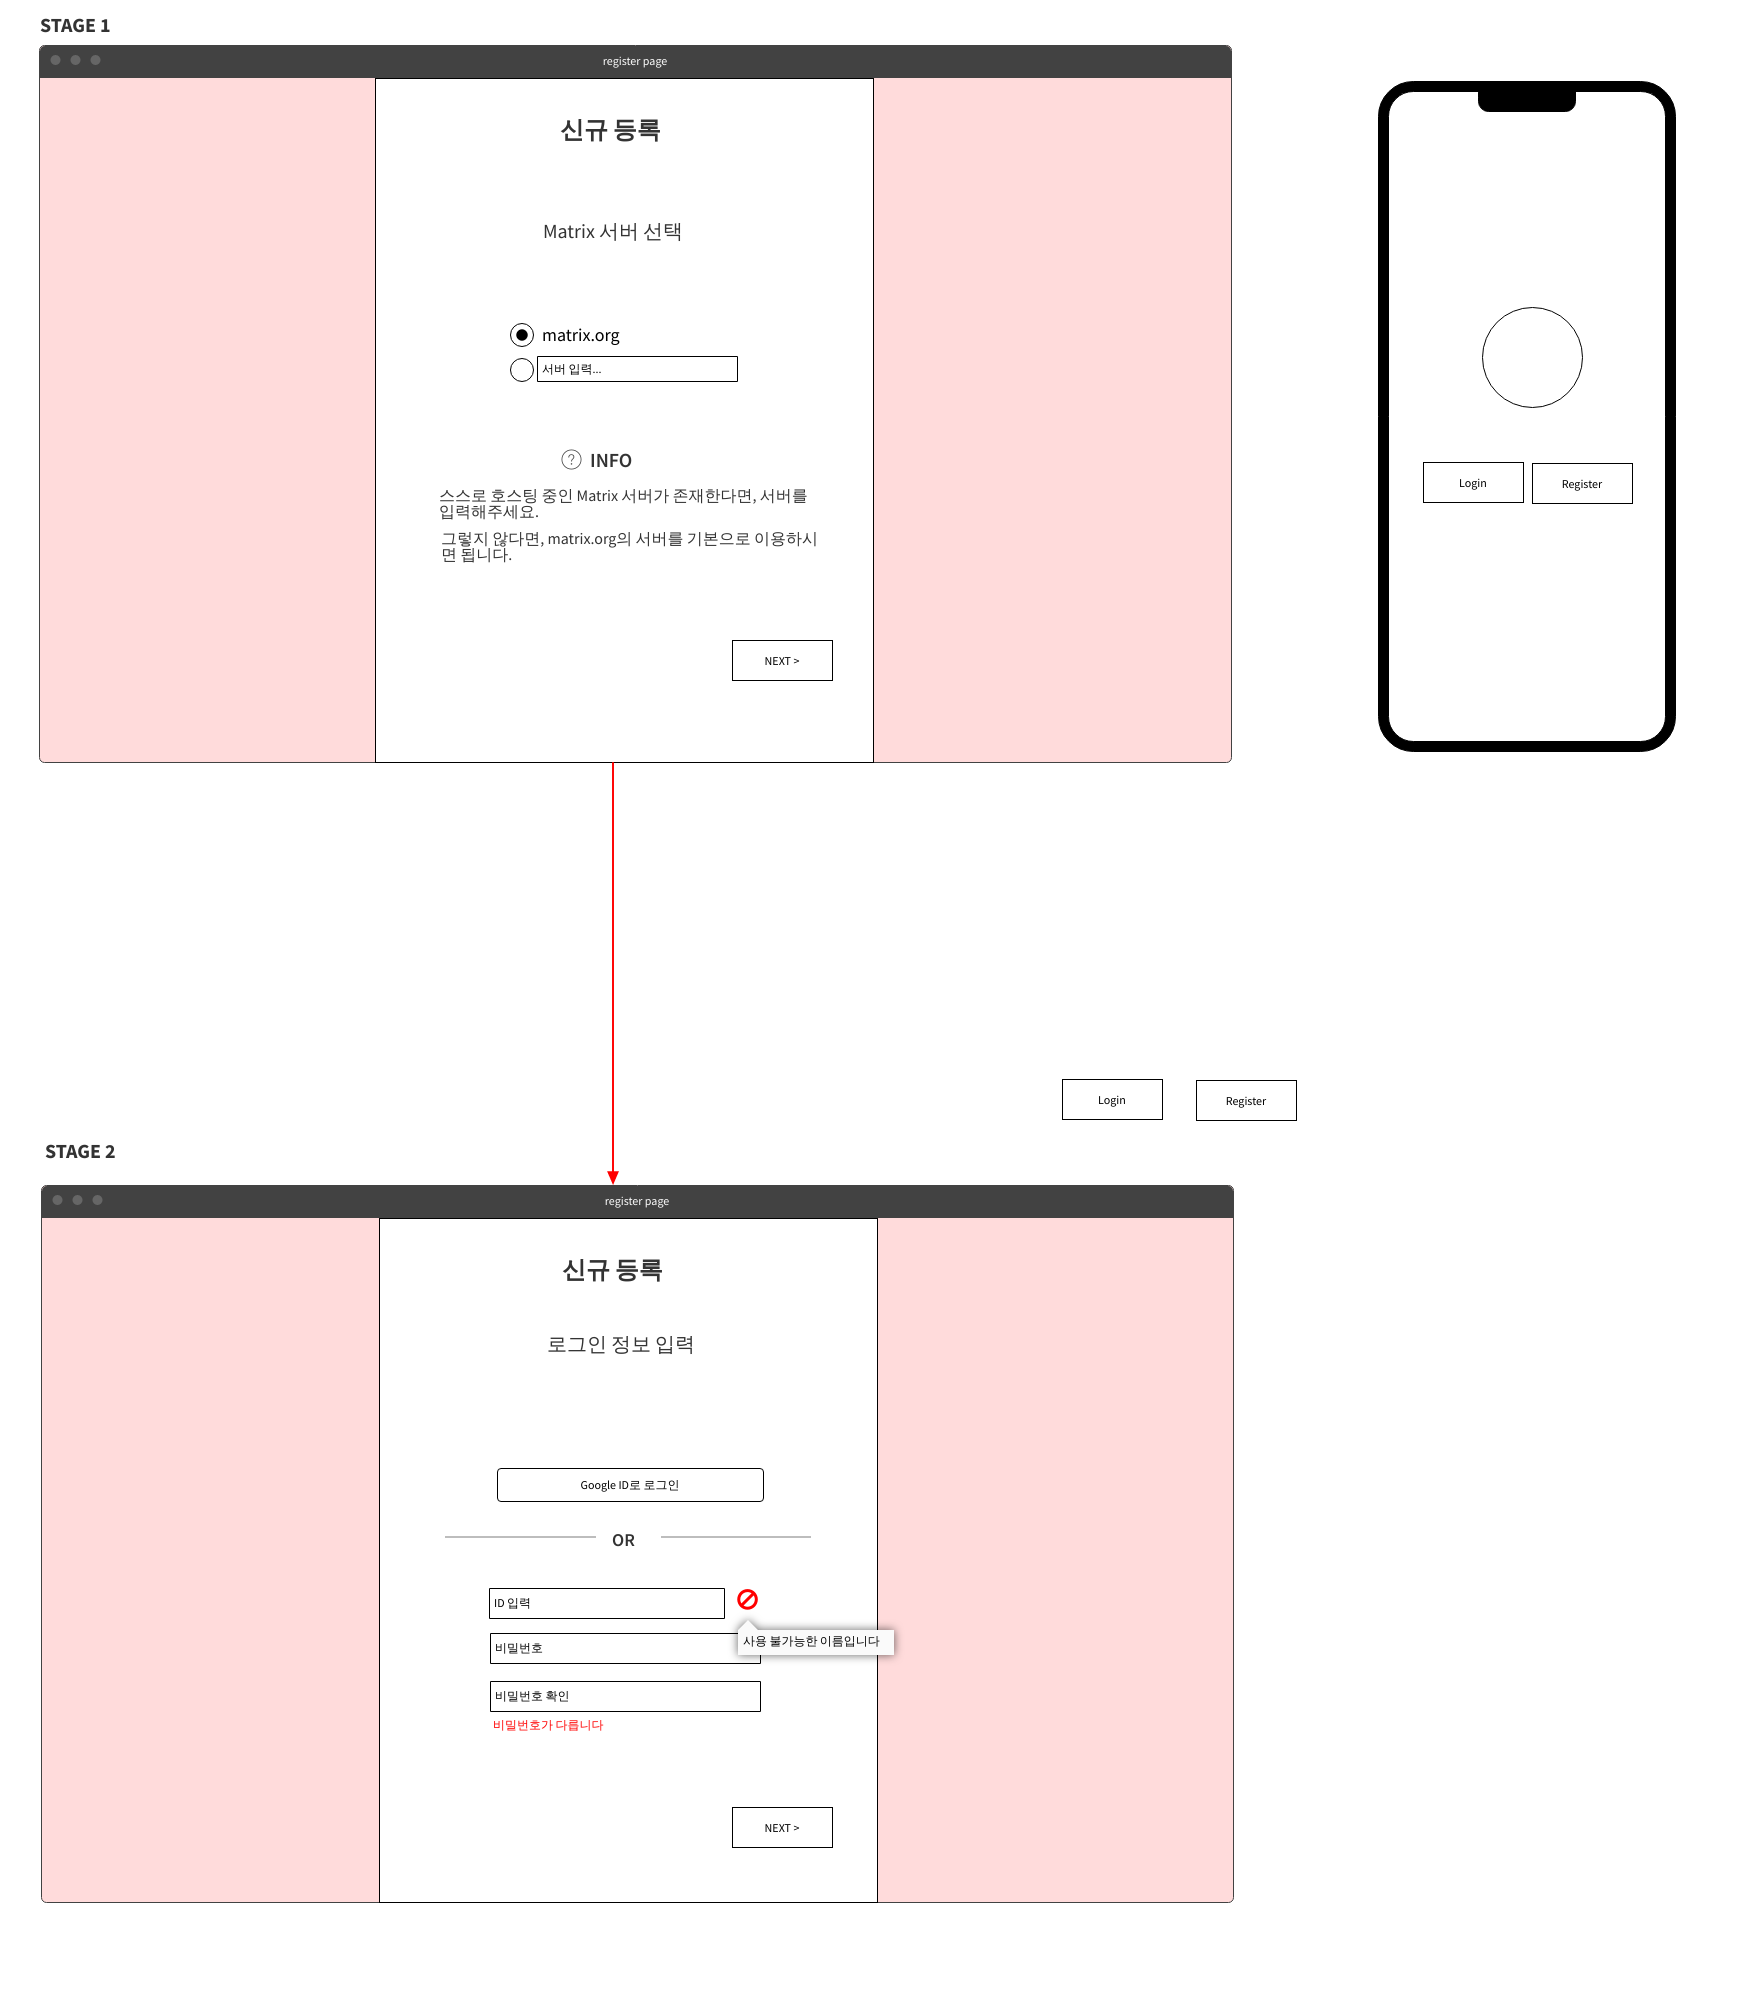 STAGE 1
register page
신규 등록
Matrix 서버 선택
matrix.org
서버 입력...
? INFO
스스로 호스팅 중인 Matrix 서버가 존재한다면, 서버를
입력해주세요.
그렇지 않다면, matrix.org의 서버를 기본으로 이용하시
면 됩니다.
NEXT >
Login
Register
Login
Register
STAGE 2
register page
신규 등록
로그인 정보 입력
Google ID로 로그인
OR
ID 입력
사용 불가능한 이름입니다
비밀번호
비밀번호 확인
비밀번호가 다릅니다
NEXT >